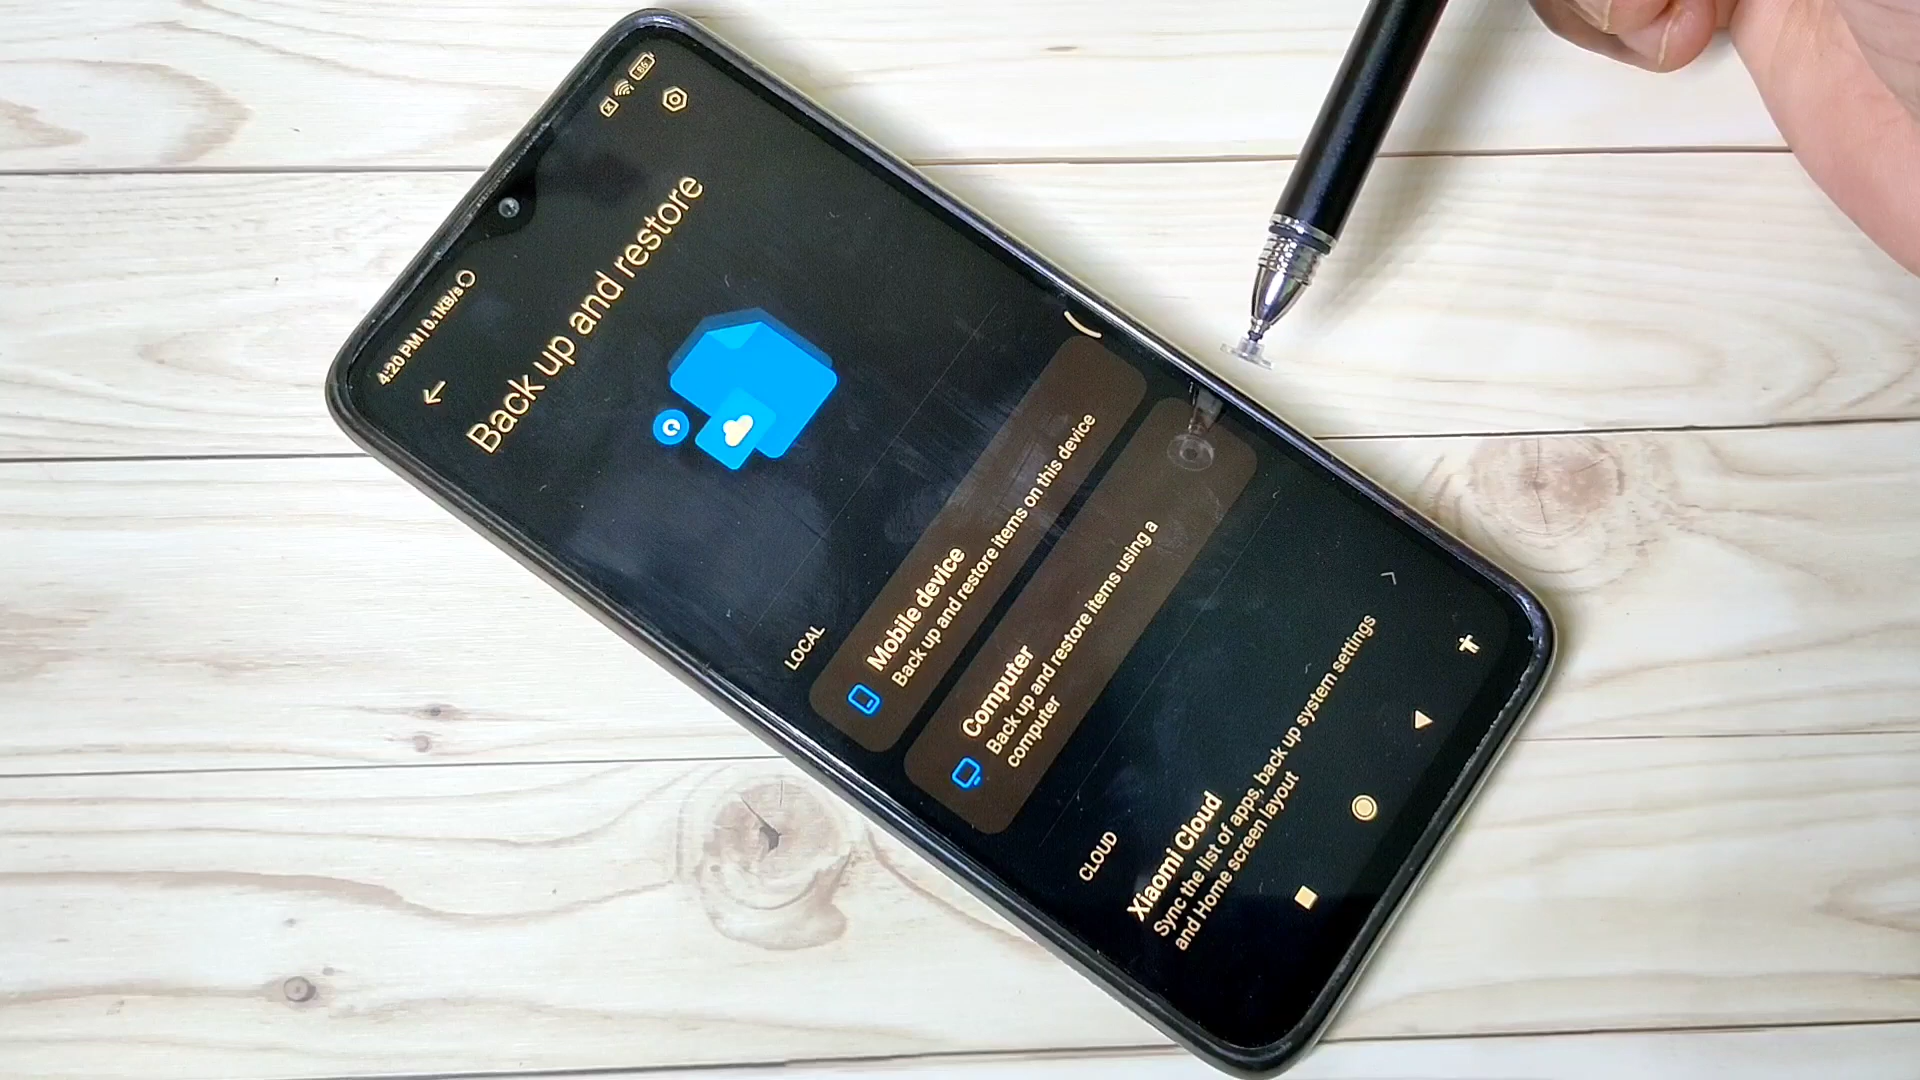 4:20 PM | 0.1KB/s
Back up and restore
LOCAL
Mobile device
Back up and restore items on this device
Computer
Back up and restore items using a
computer
CLOUD
Xiaomi Cloud
Sync the list of apps, back up system settings
and Home screen layout